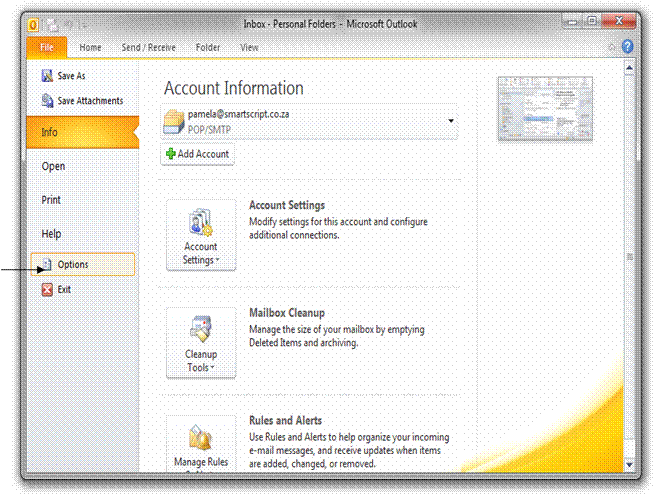 Inbox - Personal Folders - Microsoft Outlook
File Home Send / Receive Folder View
Save As
Save Attachments
Info
Open
Print
Help
Options
Exit
Account Information
pamela@smartscript.co.za
POP/SMTP
Add Account
Account Settings
Account Settings
Modify settings for this account and configure
additional connections.
Cleanup Tools
Mailbox Cleanup
Manage the size of your mailbox by emptying
Deleted Items and archiving.
Manage Rules
Rules and Alerts
Use Rules and Alerts to help organize your incoming
e-mail messages, and receive updates when items
are added, changed, or removed.